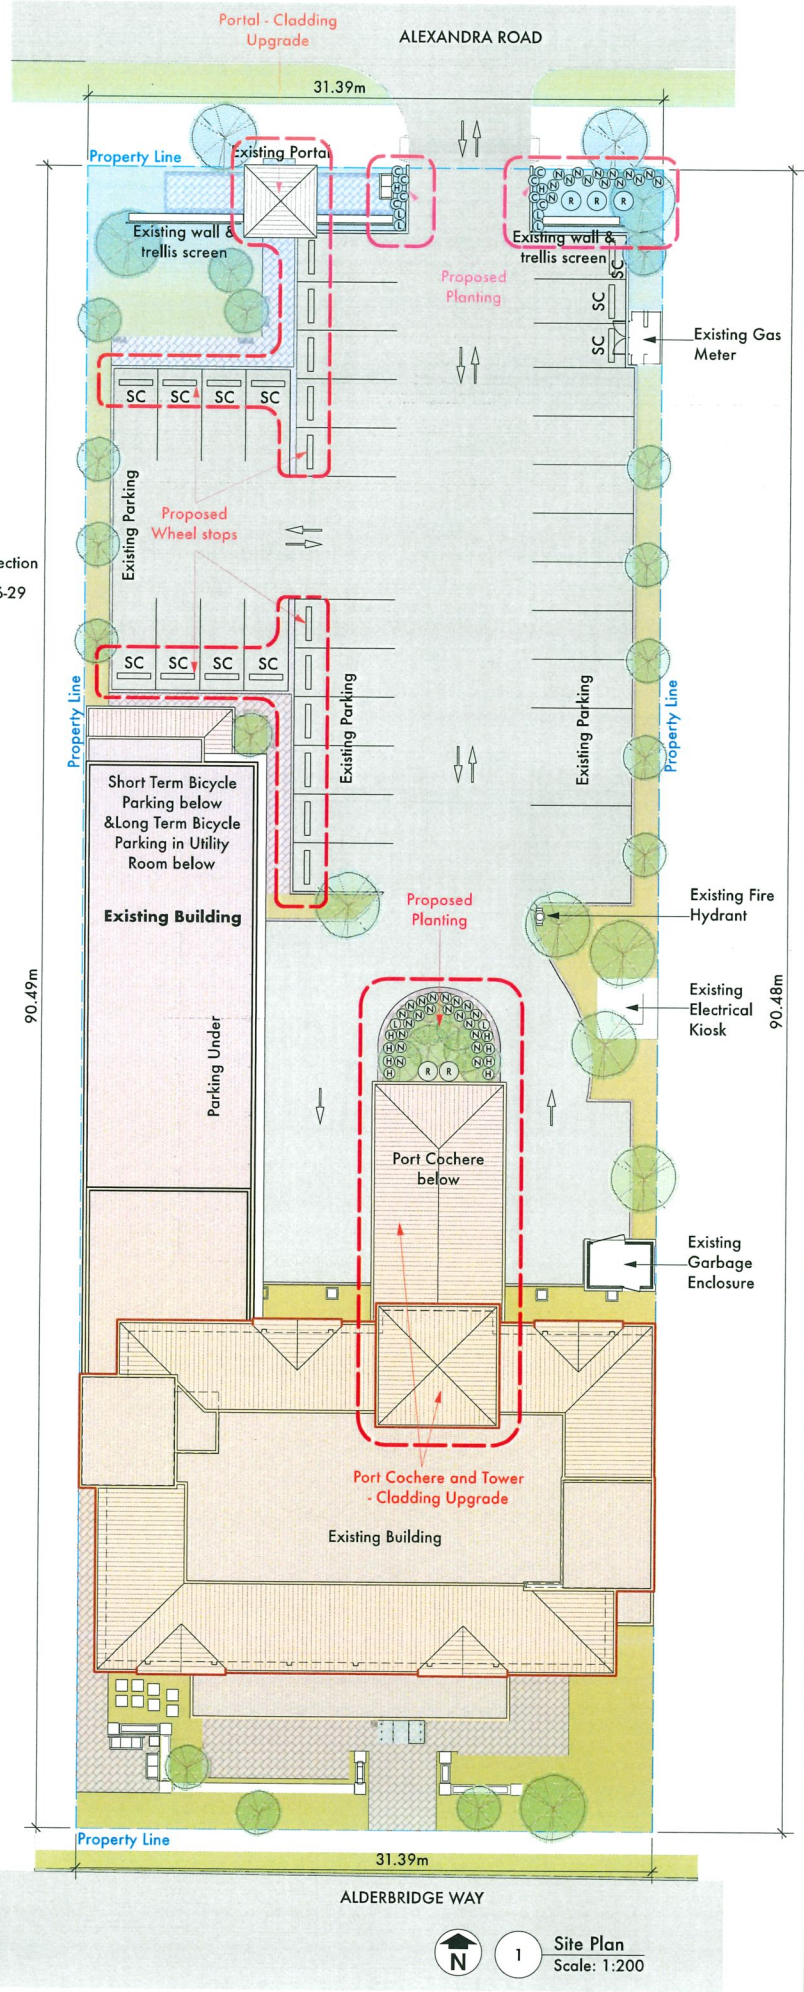 Portal - Cladding
Upgrade
ALEXANDRA ROAD
31.39m
Property Line
Existing Portal
Existing wall &
trellis screen
Existing wall &
trellis screen
R R R
SC
SC
SC
Proposed
Planting
Existing Gas
Meter
SC SC SC SC
Existing Parking
Proposed
Wheel stops
ection
6-29
SC SC SC SC
Property Line
Existing Parking
Existing Parking
Property Line
Short Term Bicycle
Parking below
&Long Term Bicycle
Parking in Utility
Room below
Existing Building
Parking Under
Proposed
Planting
Existing Fire
Hydrant
Existing
Electrical
Kiosk
90.49m
90.48m
R R
Port Cochere
below
Existing
Garbage
Enclosure
Port Cochere and Tower
- Cladding Upgrade
Existing Building
Property Line
31.39m
ALDERBRIDGE WAY
N
1
Site Plan
Scale: 1:200